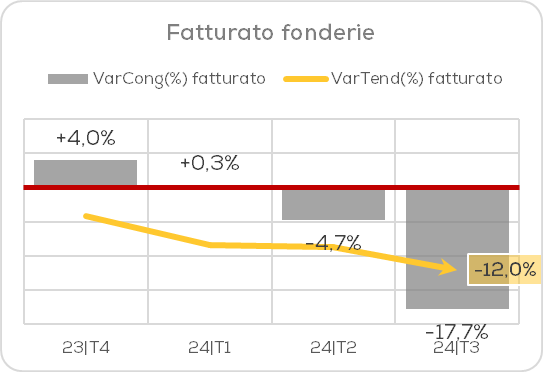 Fatturato fonderie
VarCong(%) fatturato VarTend(%) fatturato
+4,0%
+0,3%
-4,7%
-12,0%
-17,7%
23|T4 24|T1 24|T2 24|T3